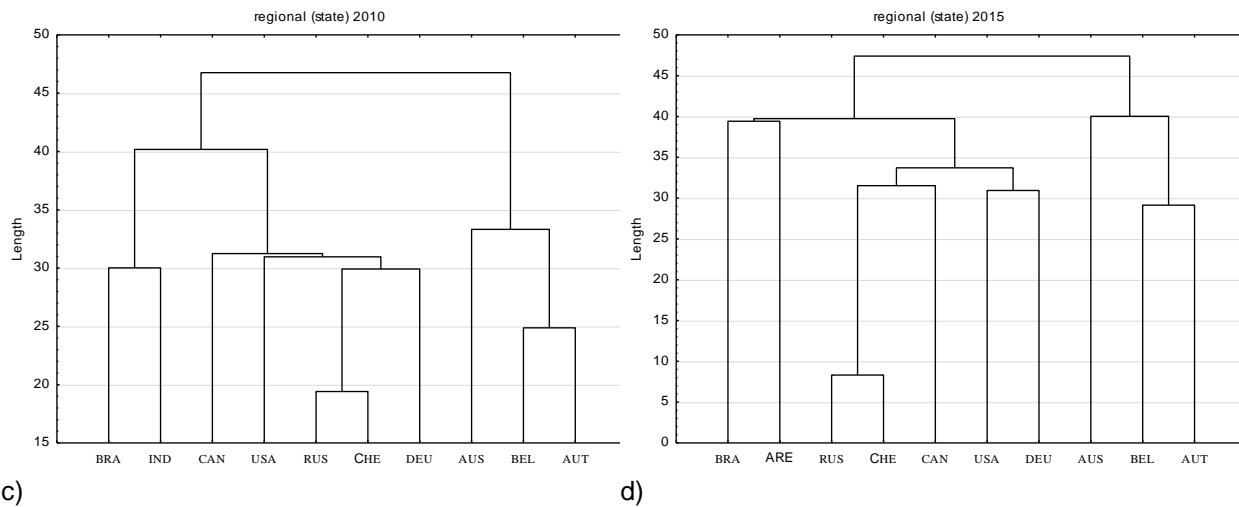 regional (state) 2010
50
45
40
35
30
25
20
15
Length
BRA IND CAN USA RUS CHE DEU AUS BEL AUT
c)
regional (state) 2015
50
45
40
35
30
25
20
15
10
5
0
Length
BRA ARE RUS CHE CAN USA DEU AUS BEL AUT
d)